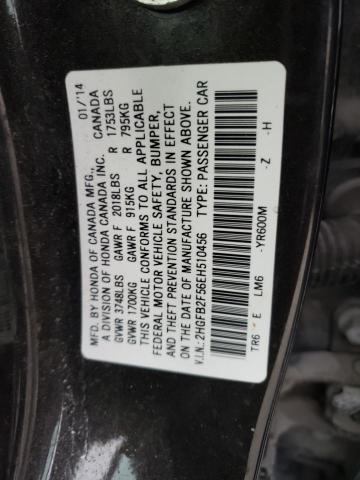 MFD. BY HONDA OF CANADA MFG., 01/'14
A DIVISION OF HONDA CANADA INC. CANADA
GVWR 3748LBS GAWR F 2018LBS R 1753LBS
GVWR 1700KG GAWR F 915KG R 795KG
THIS VEHICLE CONFORMS TO ALL APPLICABLE
FEDERAL MOTOR VEHICLE SAFETY, BUMPER,
AND THEFT PREVENTION STANDARDS IN EFFECT
ON THE DATE OF MANUFACTURE SHOWN ABOVE.
V.I.N.: 2HGFB2F56EH510456 TYPE: PASSENGER CAR
TR6 E LM6 -YR600M -Z -H